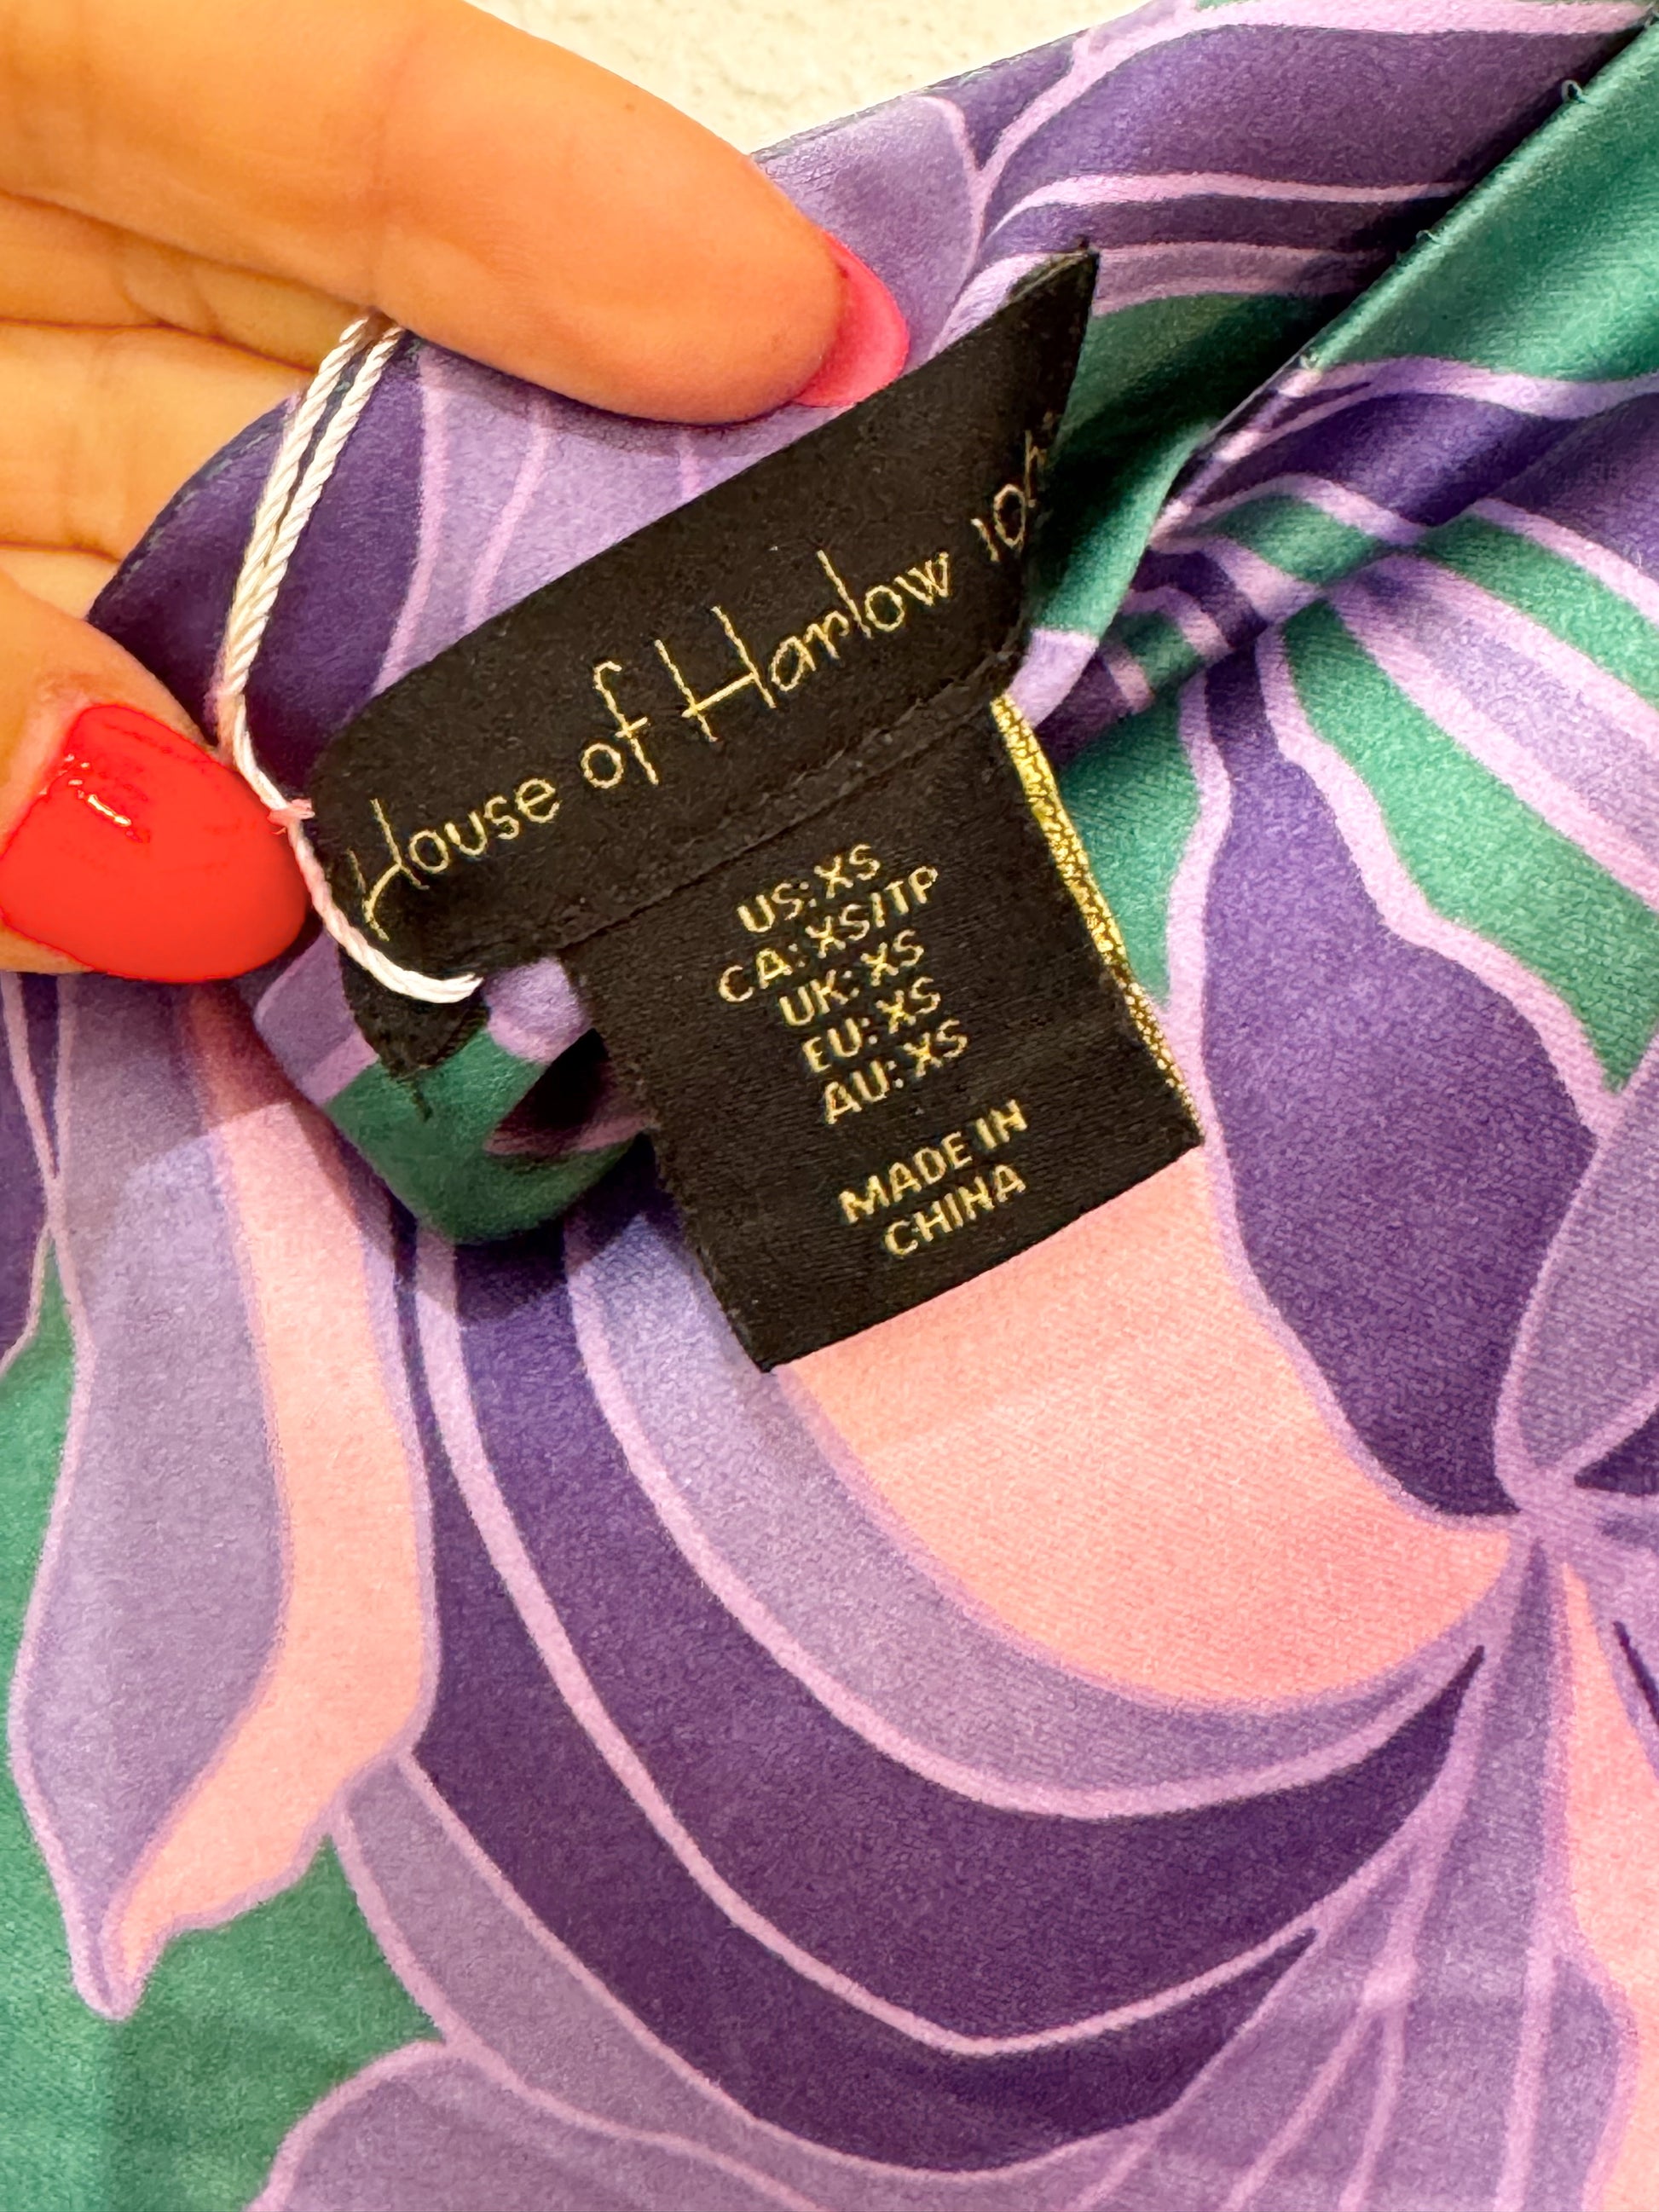 House of Harlow
US: XS
CA: XS/TP
UK: XS
EU: XS
AU: XS
MADE IN
CHINA